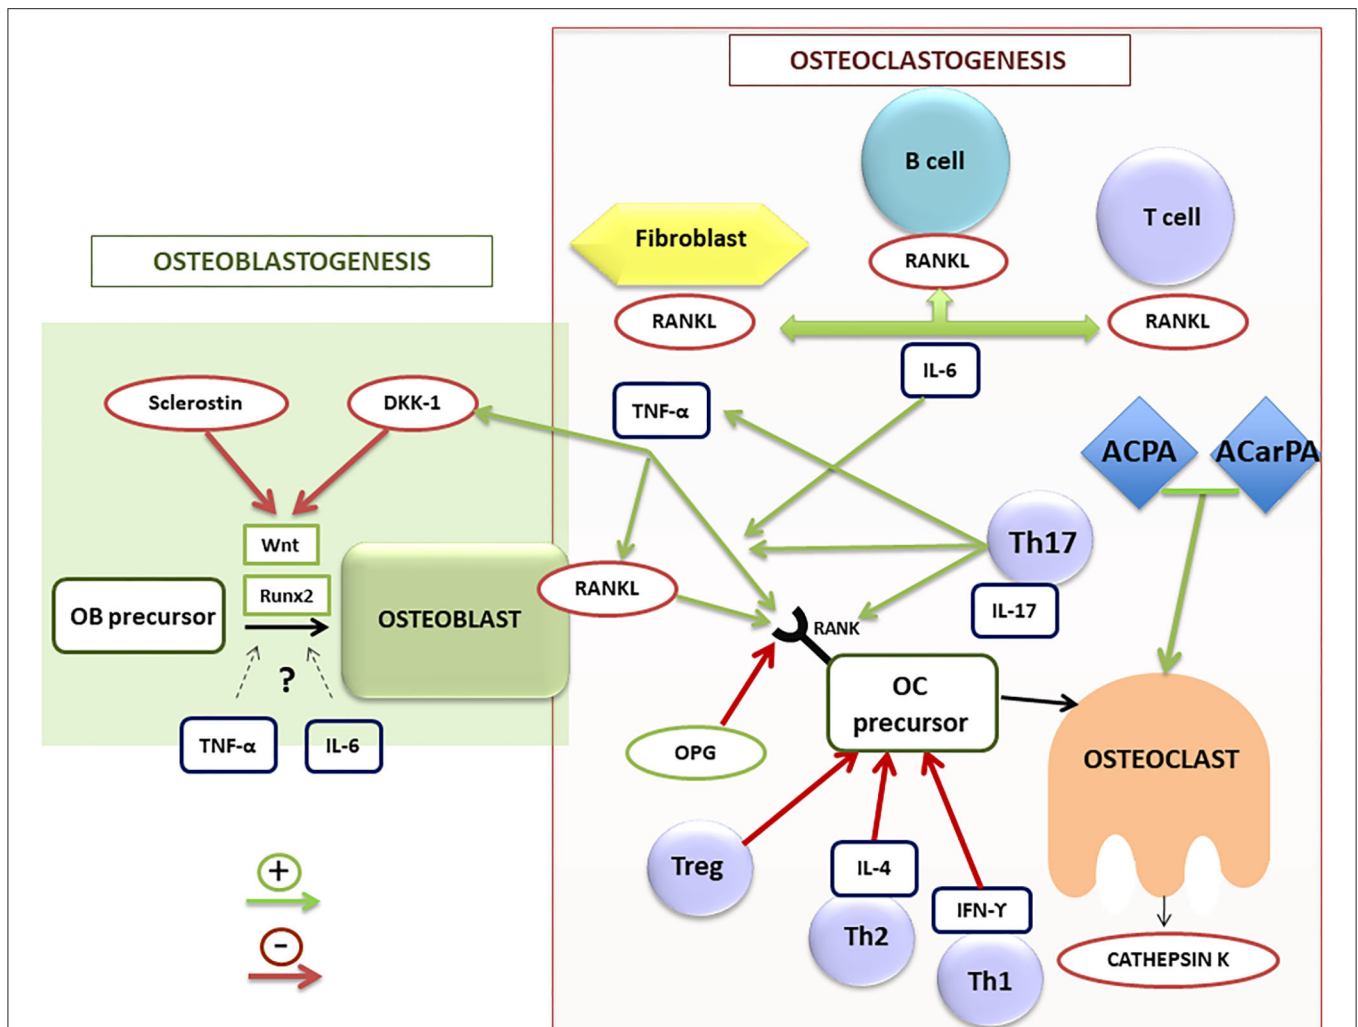 OSTEOCLASTOGENESIS
B cell
T cell
Fibroblast
RANKL
OSTEOBLASTOGENESIS
RANKL
RANKL
IL-6
Sclerostin
DKK-1
TNF-α
ACPA
ACarPA
Wnt
Th17
Runx2
RANKL
IL-17
OB precursor
OSTEOBLAST
RANK
?
OC
precursor
TNF-α
IL-6
OPG
OSTEOCLAST
Treg
IL-4
+
IFN-ϒ
Th2
-
CATHEPSIN K
Th1